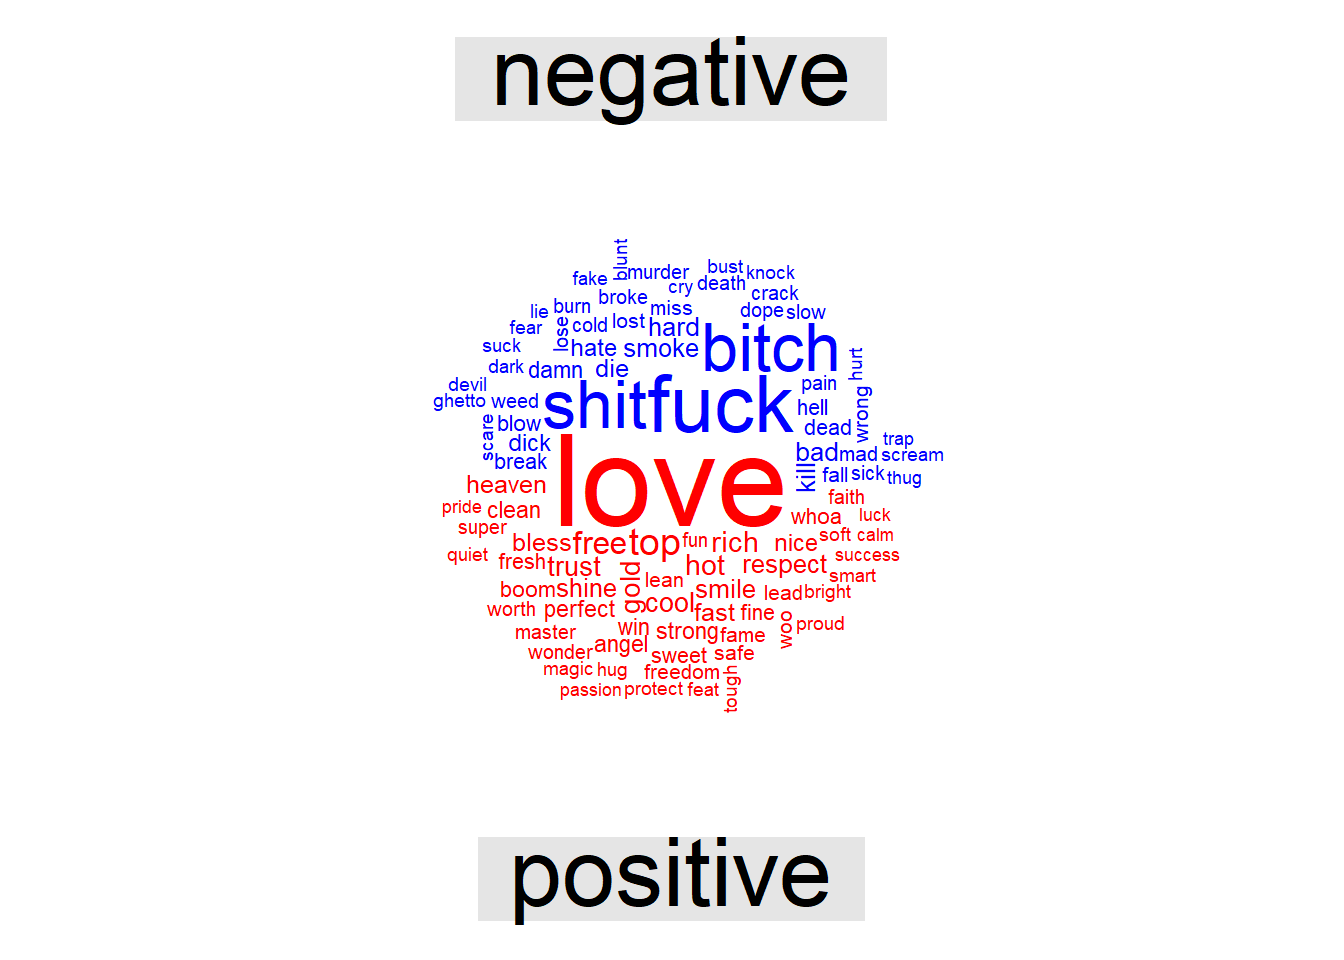 negative
blunt
bust
murder knock
fake cry death
broke crack
lie burn miss dope slow
fear lose cold lost hard
suck hate smoke bitch
dark damn die hurt
devil pain
ghetto weed shit fuck hell wrong
scare blow dead
dick trap
break bad mad scream
kill fall sick thug
heaven love faith
pride clean whoa luck
super
bless free top fun rich nice soft calm
quiet fresh trust hot respect success
boom shine gold lean smile lead bright smart
worth perfect cool fast fine
master win strong fame woo proud
wonder angel sweet safe
magic hug freedom
passion protect feat tough
positive